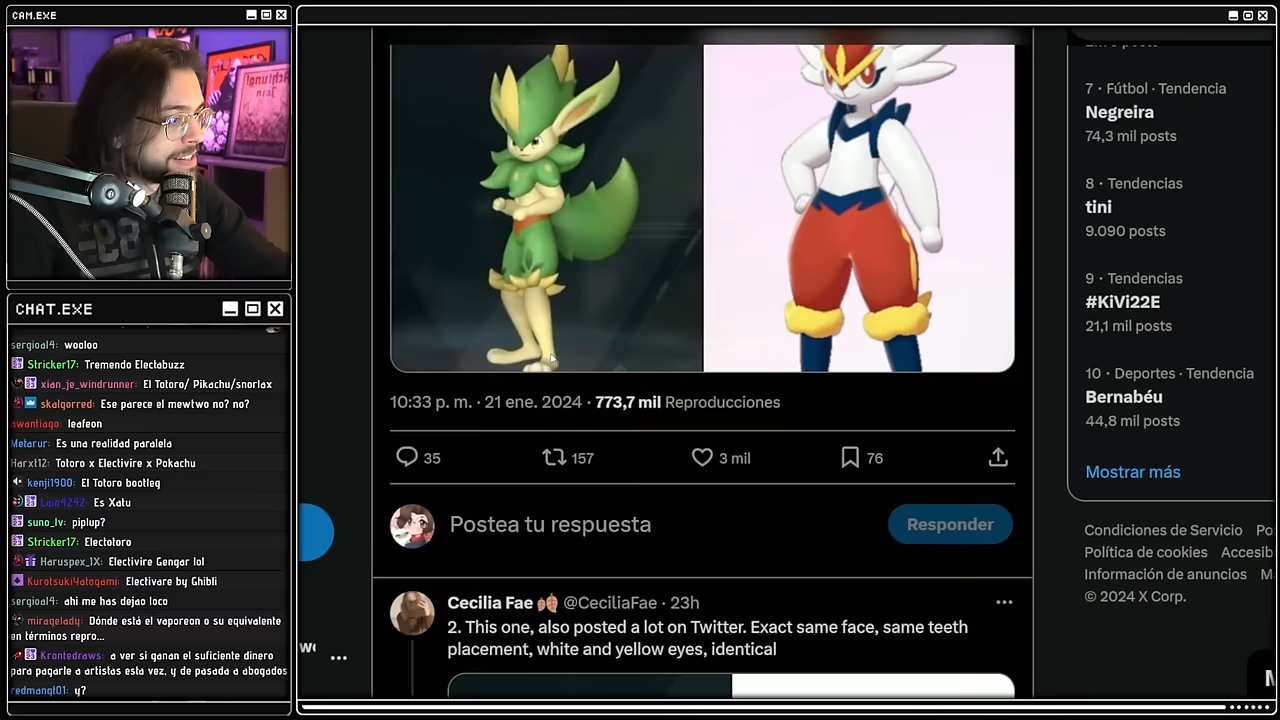 CAM.EXE
Achtung!
CHAT.EXE
sergioal4: wooloo
Stricker17: Tremendo Electabuzz
xian_je_windrunner: El Totoro/ Pikachu/snorlax
skalgorred: Ese parece el mewtwo no? no?
awantiago: leafeon
Metarur: Es una realidad paralela
Harxt12: Totoro x Electivire x Pokachu
kenji1900: El Totoro bootleg
Lain4242: Es Xatu
suno_lv: piplup?
Stricker17: Electotoro
Haruspex_1X: Electivire Gengar lol
KurotsukiYatogami: Electivare by Ghibli
sergioal4: ahi me has dejao loco
miragelady: Dónde está el vaporeon o su equivalente
en términos repro...
Krontedraws: a ver si ganan el suficiente dinero
para pagarle a artistas esta vez, y de pasada a abogados
redmangt01: y?
10:33 p. m. · 21 ene. 2024 · 773,7 mil Reproducciones
35
157
3 mil
76
Postea tu respuesta
Responder
Cecilia Fae @CeciliaFae · 23h
2. This one, also posted a lot on Twitter. Exact same face, same teeth
placement, white and yellow eyes, identical
7 · Fútbol · Tendencia
Negreira
74,3 mil posts
8 · Tendencias
tini
9.090 posts
9 · Tendencias
#KiVi22E
21,1 mil posts
10 · Deportes · Tendencia
Bernabéu
44,8 mil posts
Mostrar más
Condiciones de Servicio Po
Política de cookies Accesib
Información de anuncios M
© 2024 X Corp.